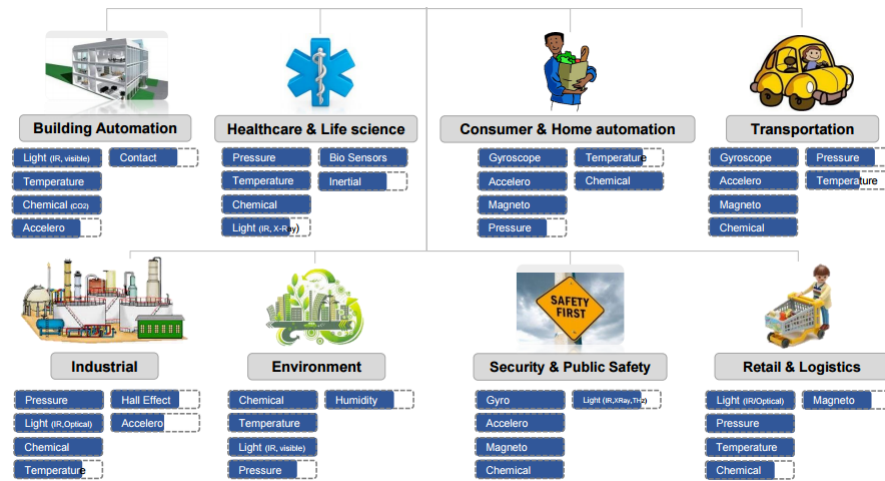 Building Automation
Light (IR, visible)
Contact
Temperature
Chemical (CO2)
Accelero
Healthcare & Life science
Pressure
Bio Sensors
Temperature
Inertial
Chemical
Light (IR, X-Ray)
Consumer & Home automation
Gyroscope
Temperature
Accelero
Chemical
Magneto
Pressure
Transportation
Gyroscope
Pressure
Accelero
Temperature
Magneto
Chemical
Industrial
Pressure
Hall Effect
Light (IR,Optical)
Accelero
Chemical
Temperature
Environment
Chemical
Humidity
Temperature
Light (IR, visible)
Pressure
SAFETY
FIRST
Security & Public Safety
Gyro
Light (IR,XRay,THz)
Accelero
Magneto
Chemical
Retail & Logistics
Light (IR/Optical)
Magneto
Pressure
Temperature
Chemical